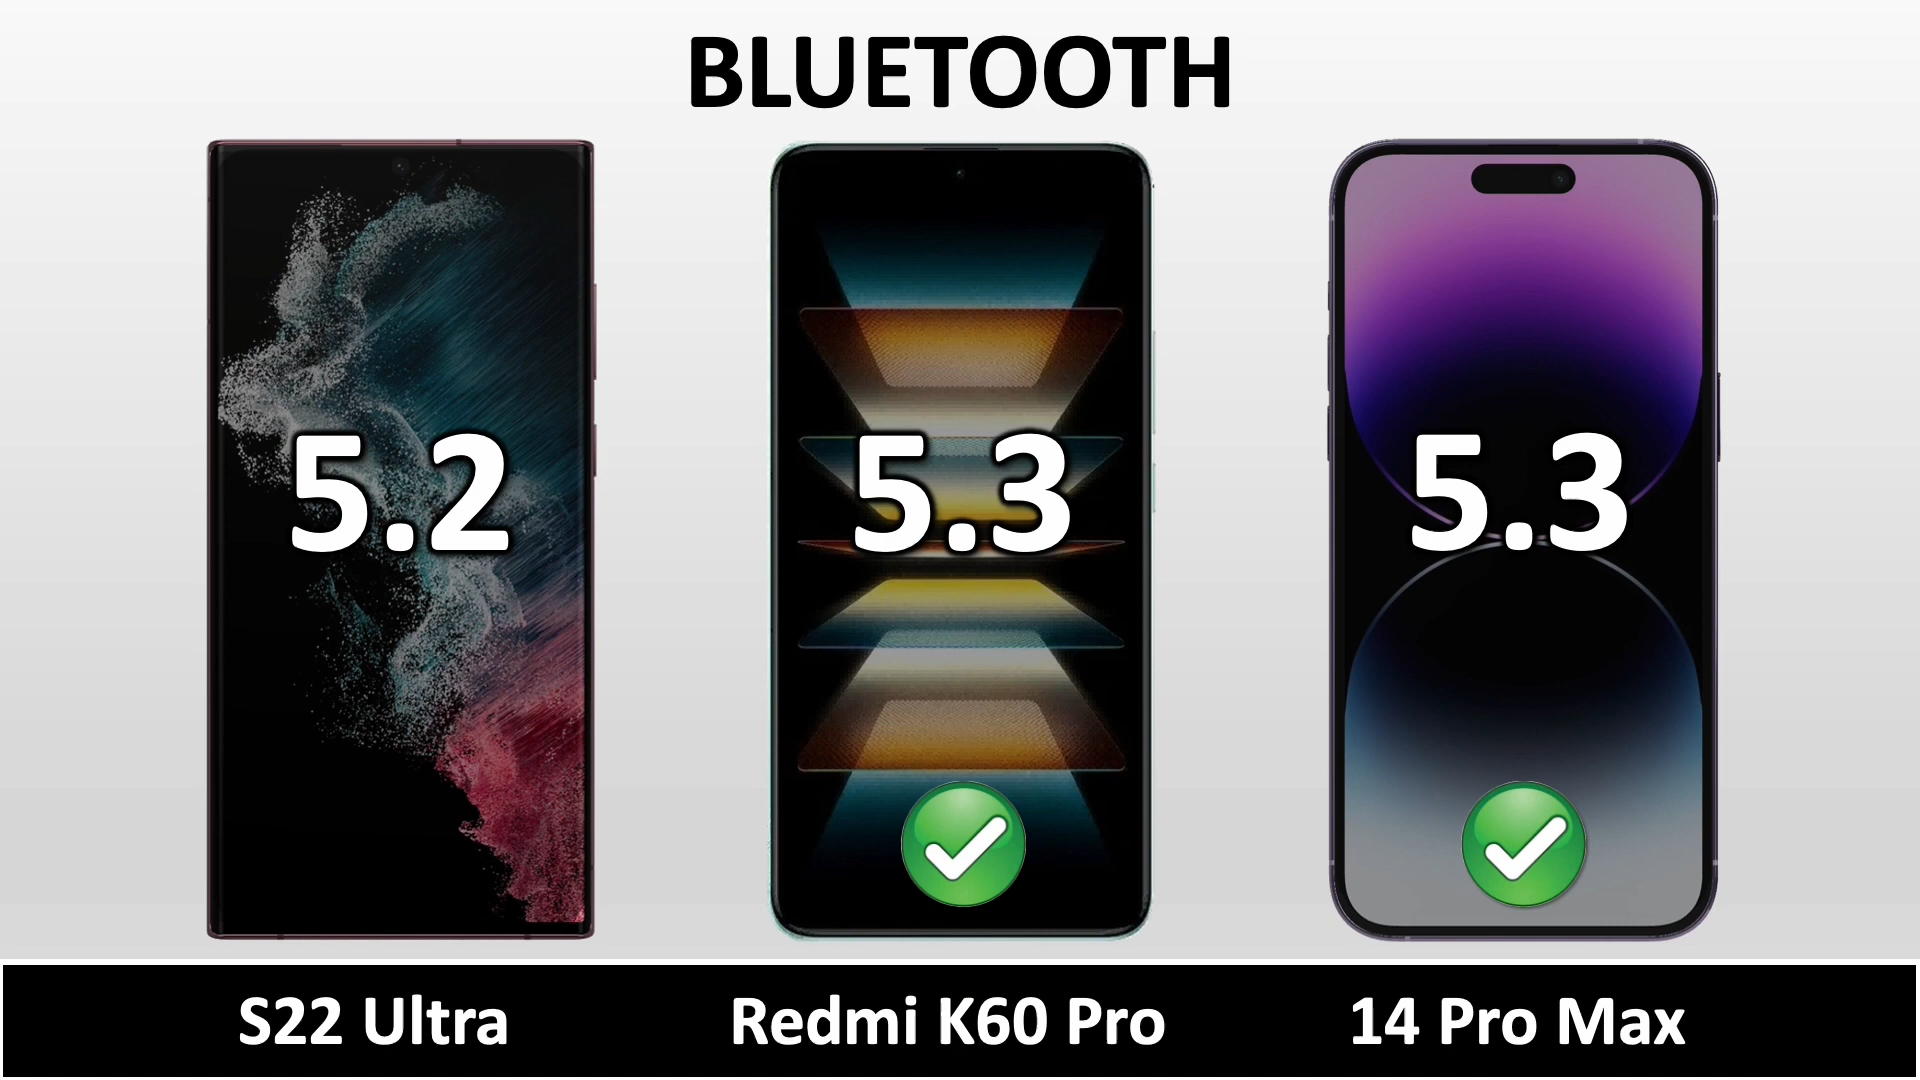 BLUETOOTH
5.2
5.3
5.3
S22 Ultra
Redmi K60 Pro
14 Pro Max